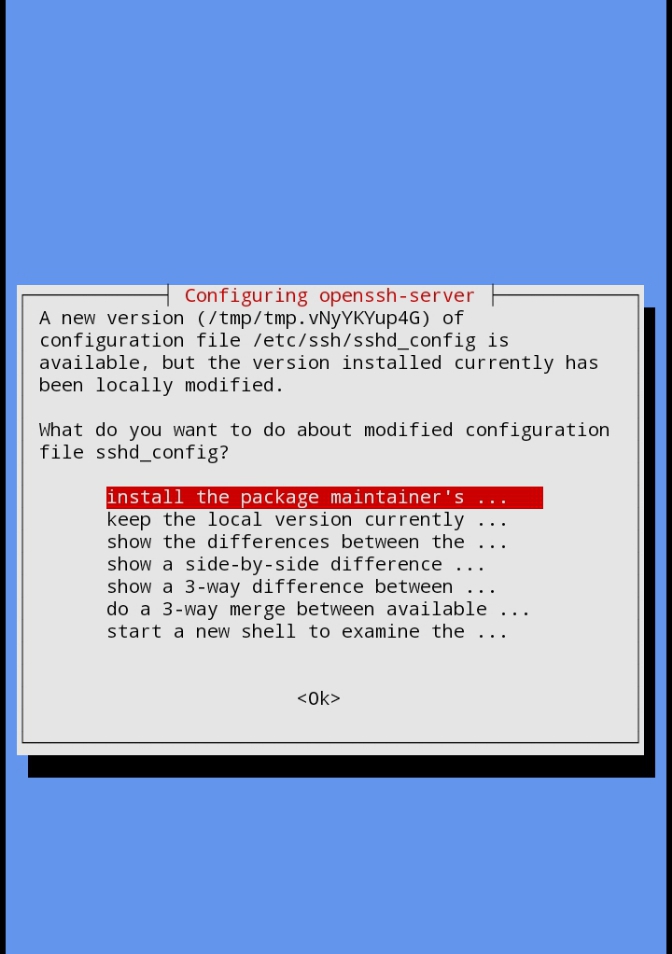 Configuring openssh-server
A new version (/tmp/tmp.vNyYKYup4G) of
configuration file /etc/ssh/sshd_config is
available, but the version installed currently has
been locally modified.
What do you want to do about modified configuration
file sshd_config?
install the package maintainer's ...
keep the local version currently ...
show the differences between the ...
show a side-by-side difference ...
show a 3-way difference between ...
do a 3-way merge between available ...
start a new shell to examine the ...
<Ok>